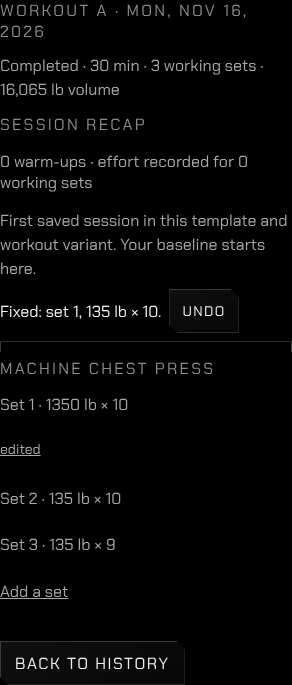 WORKOUT A · MON, NOV 16,
2026
Completed · 30 min · 3 working sets ·
16,065 lb volume
SESSION RECAP
0 warm-ups · effort recorded for 0
working sets
First saved session in this template and
workout variant. Your baseline starts
here.
Fixed: set 1, 135 lb × 10. UNDO
MACHINE CHEST PRESS
Set 1 · 1350 lb × 10
edited
Set 2 · 135 lb × 10
Set 3 · 135 lb × 9
Add a set
BACK TO HISTORY